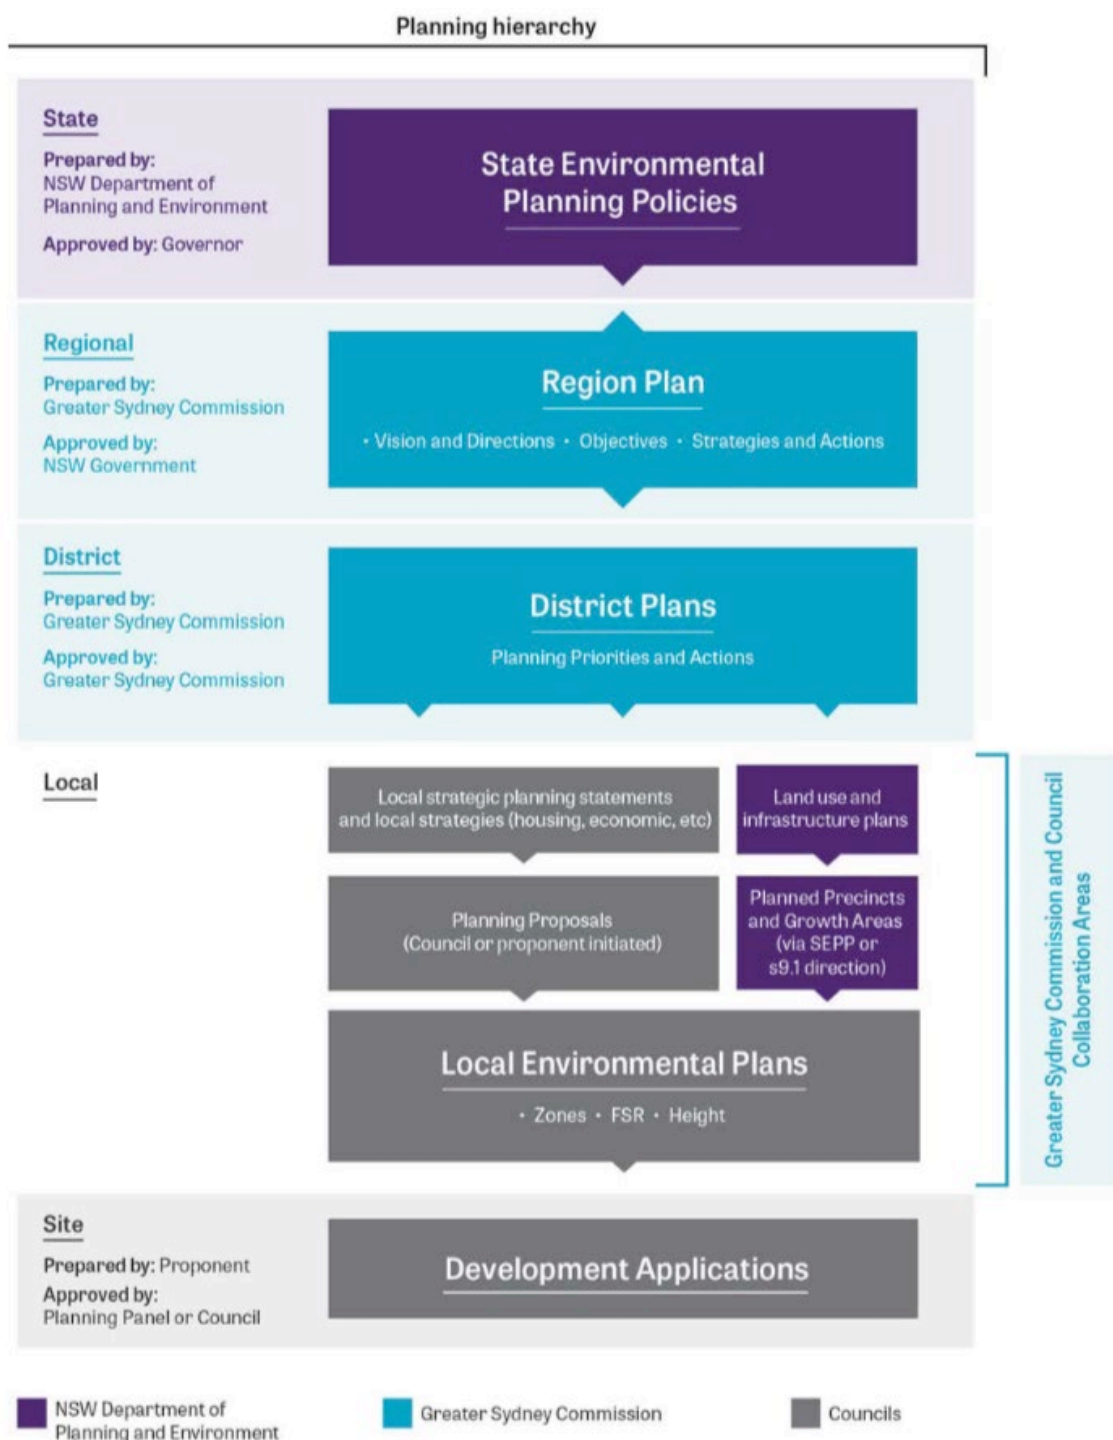 Planning hierarchy
State
Prepared by:
NSW Department of
Planning and Environment
Approved by: Governor
State Environmental
Planning Policies
Regional
Prepared by:
Greater Sydney Commission
Approved by:
NSW Government
Region Plan
• Vision and Directions • Objectives • Strategies and Actions
District
Prepared by:
Greater Sydney Commission
Approved by:
Greater Sydney Commission
District Plans
Planning Priorities and Actions
Local
Local strategic planning statements
and local strategies (housing, economic, etc)
Land use and
infrastructure plans
Planning Proposals
(Council or proponent initiated)
Planned Precincts
and Growth Areas
(via SEPP or
s9.1 direction)
Local Environmental Plans
• Zones • FSR • Height
Greater Sydney Commission and Council
Collaboration Areas
Site
Prepared by: Proponent
Approved by:
Planning Panel or Council
Development Applications
NSW Department of
Planning and Environment
Greater Sydney Commission
Councils